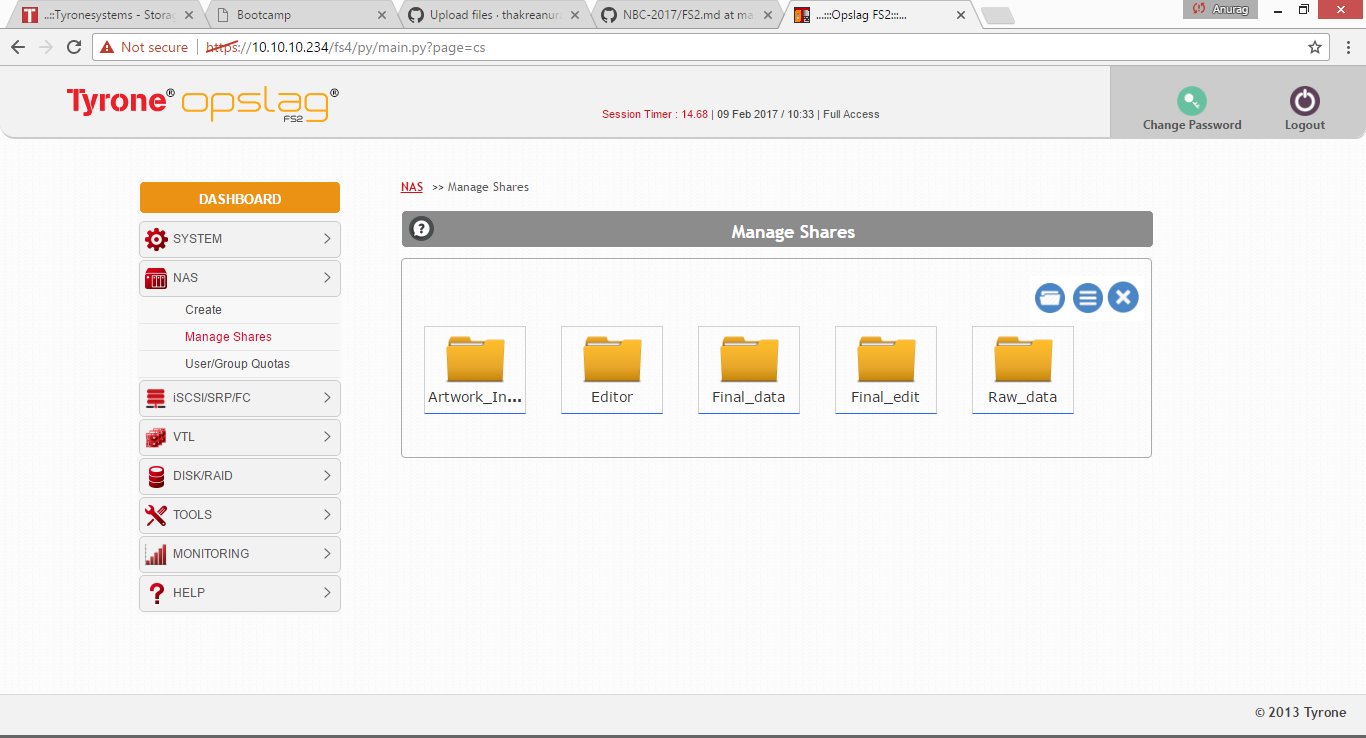 ..::Tyronesystems - Storag
Bootcamp
Upload files · thakreanur
NBC-2017/FS2.md at ma
...:::Opslag FS2:::...
Anurag
Not secure
https://10.10.10.234/fs4/py/main.py?page=cs
Tyrone® opslag®
FS2
Session Timer : 14.68 | 09 Feb 2017 / 10:33 | Full Access
Change Password
Logout
DASHBOARD
SYSTEM
NAS
Create
Manage Shares
User/Group Quotas
iSCSI/SRP/FC
VTL
DISK/RAID
TOOLS
MONITORING
HELP
NAS >> Manage Shares
Manage Shares
Artwork_In...
Editor
Final_data
Final_edit
Raw_data
© 2013 Tyrone